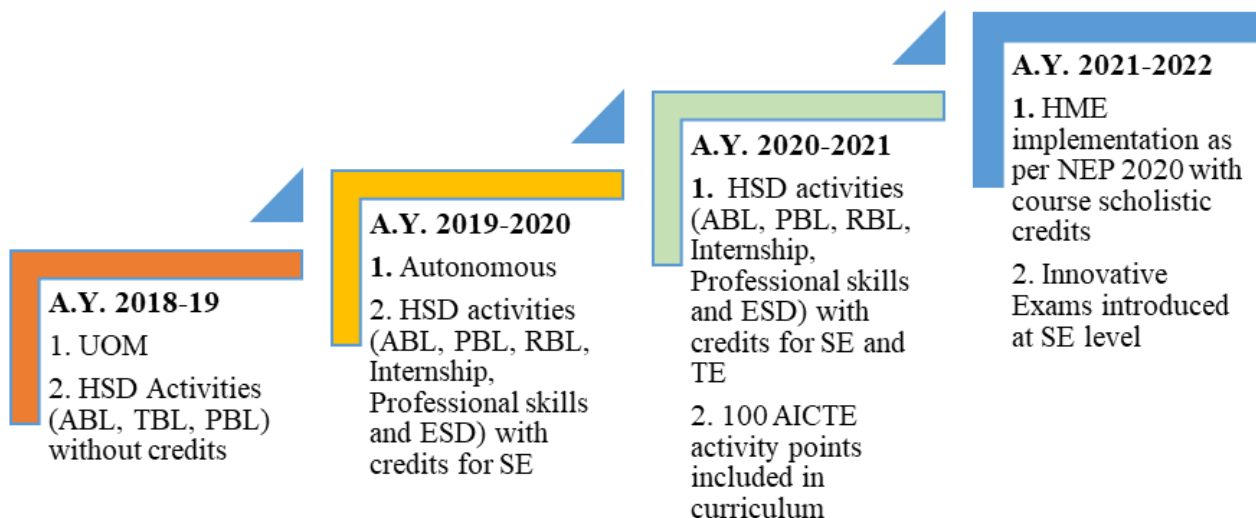 A.Y. 2018-19
1. UOM
2. HSD Activities
(ABL, TBL, PBL)
without credits
A.Y. 2019-2020
1. Autonomous
2. HSD activities
(ABL, PBL, RBL,
Internship,
Professional skills
and ESD) with
credits for SE
A.Y. 2020-2021
1. HSD activities
(ABL, PBL, RBL,
Internship,
Professional skills
and ESD) with
credits for SE and
TE
2. 100 AICTE
activity points
included in
curriculum
A.Y. 2021-2022
1. HME
implementation as
per NEP 2020 with
course scholistic
credits
2. Innovative
Exams introduced
at SE level